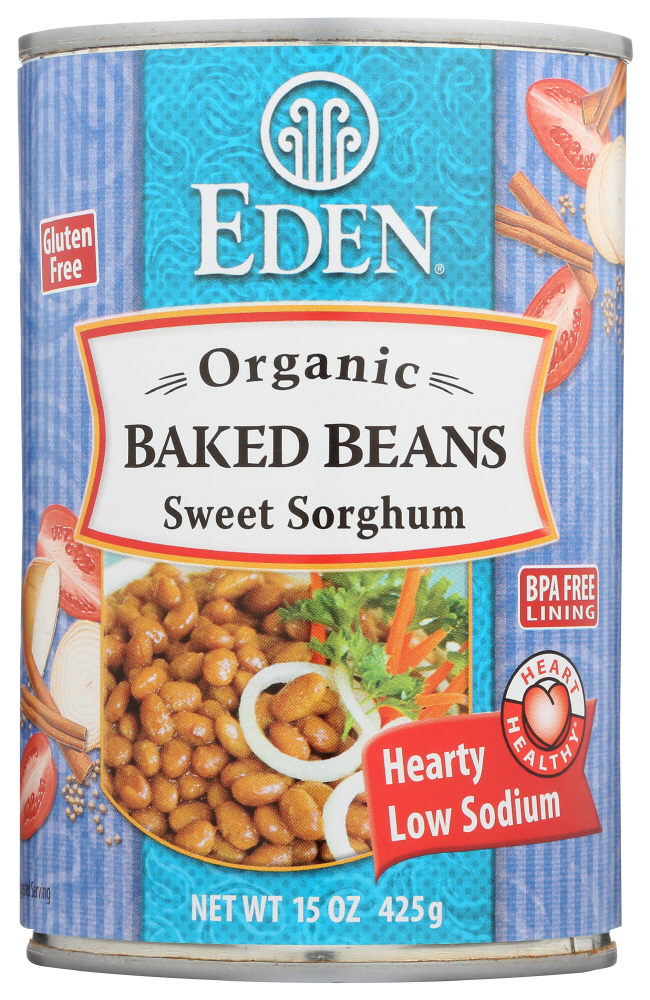 EDEN®
Gluten
Free
Organic
BAKED BEANS
Sweet Sorghum
BPA FREE
LINING
HEART
HEALTHY
Hearty
Low Sodium
Serving
NET WT 15 OZ 425g